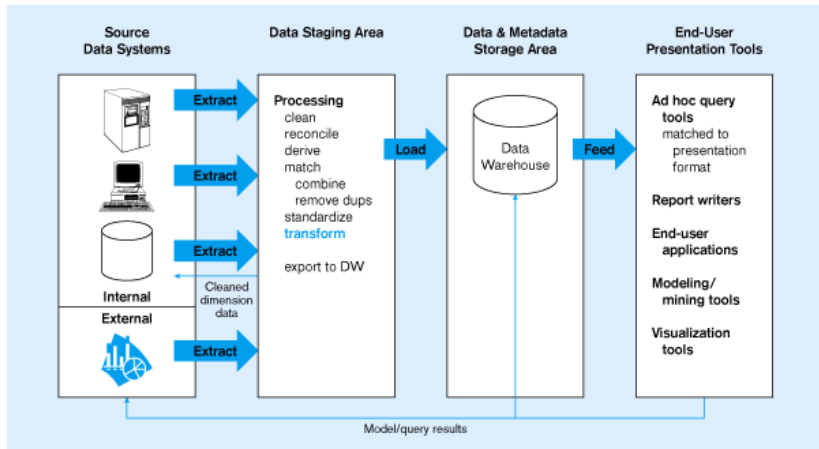 Source
Data Systems
Data Staging Area
Data & Metadata
Storage Area
End-User
Presentation Tools
Extract
Extract
Extract
Internal
External
Extract
Processing
clean
reconcile
derive
match
combine
remove dups
standardize
transform
export to DW
Cleaned
dimension
data
Load
Data
Warehouse
Feed
Ad hoc query
tools
matched to
presentation
format
Report writers
End-user
applications
Modeling/
mining tools
Visualization
tools
Model/query results